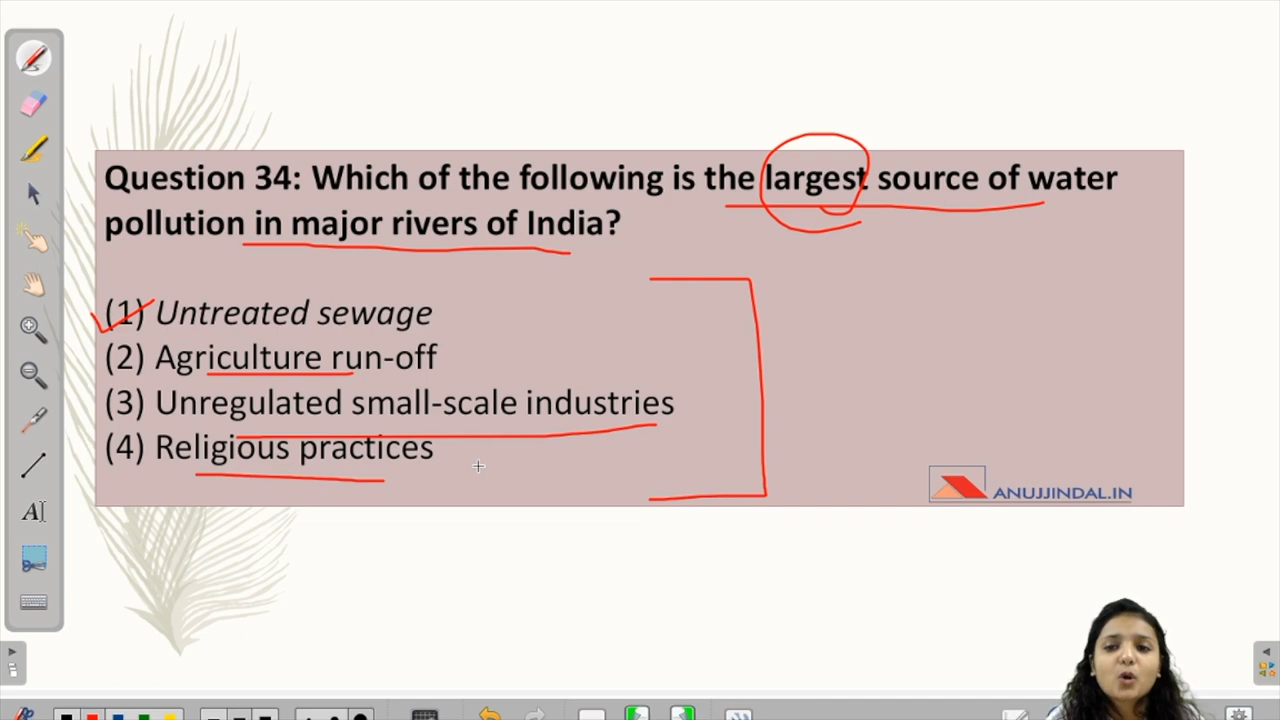 Question 34: Which of the following is the largest source of water
pollution in major rivers of India?
(1) Untreated sewage
(2) Agriculture run-off
(3) Unregulated small-scale industries
(4) Religious practices
ANUJJINDAL.IN
A